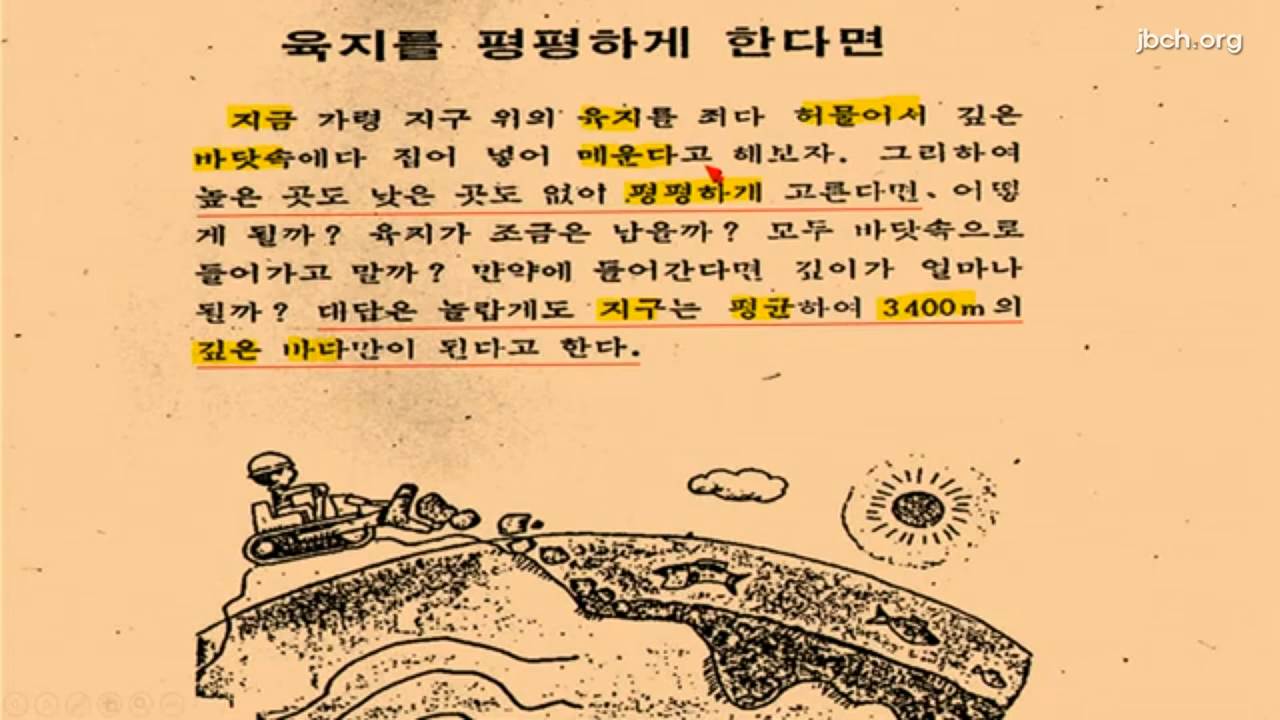 jbch.org
육지를 평평하게 한다면
지금 가령 지구 위의 육지를 죄다 허물어서 깊은
바닷속에다 집어 넣어 메운다고 해보자. 그리하여
높은 곳도 낮은 곳도 없이 평평하게 고른다면, 어떻
게 될까? 육지가 조금은 남을까? 모두 바닷속으로
들어가고 말까? 만약에 들어간다면 깊이가 얼마나
될까? 대답은 놀랍게도 지구는 평균하여 3400m의
깊은 바다만이 된다고 한다.